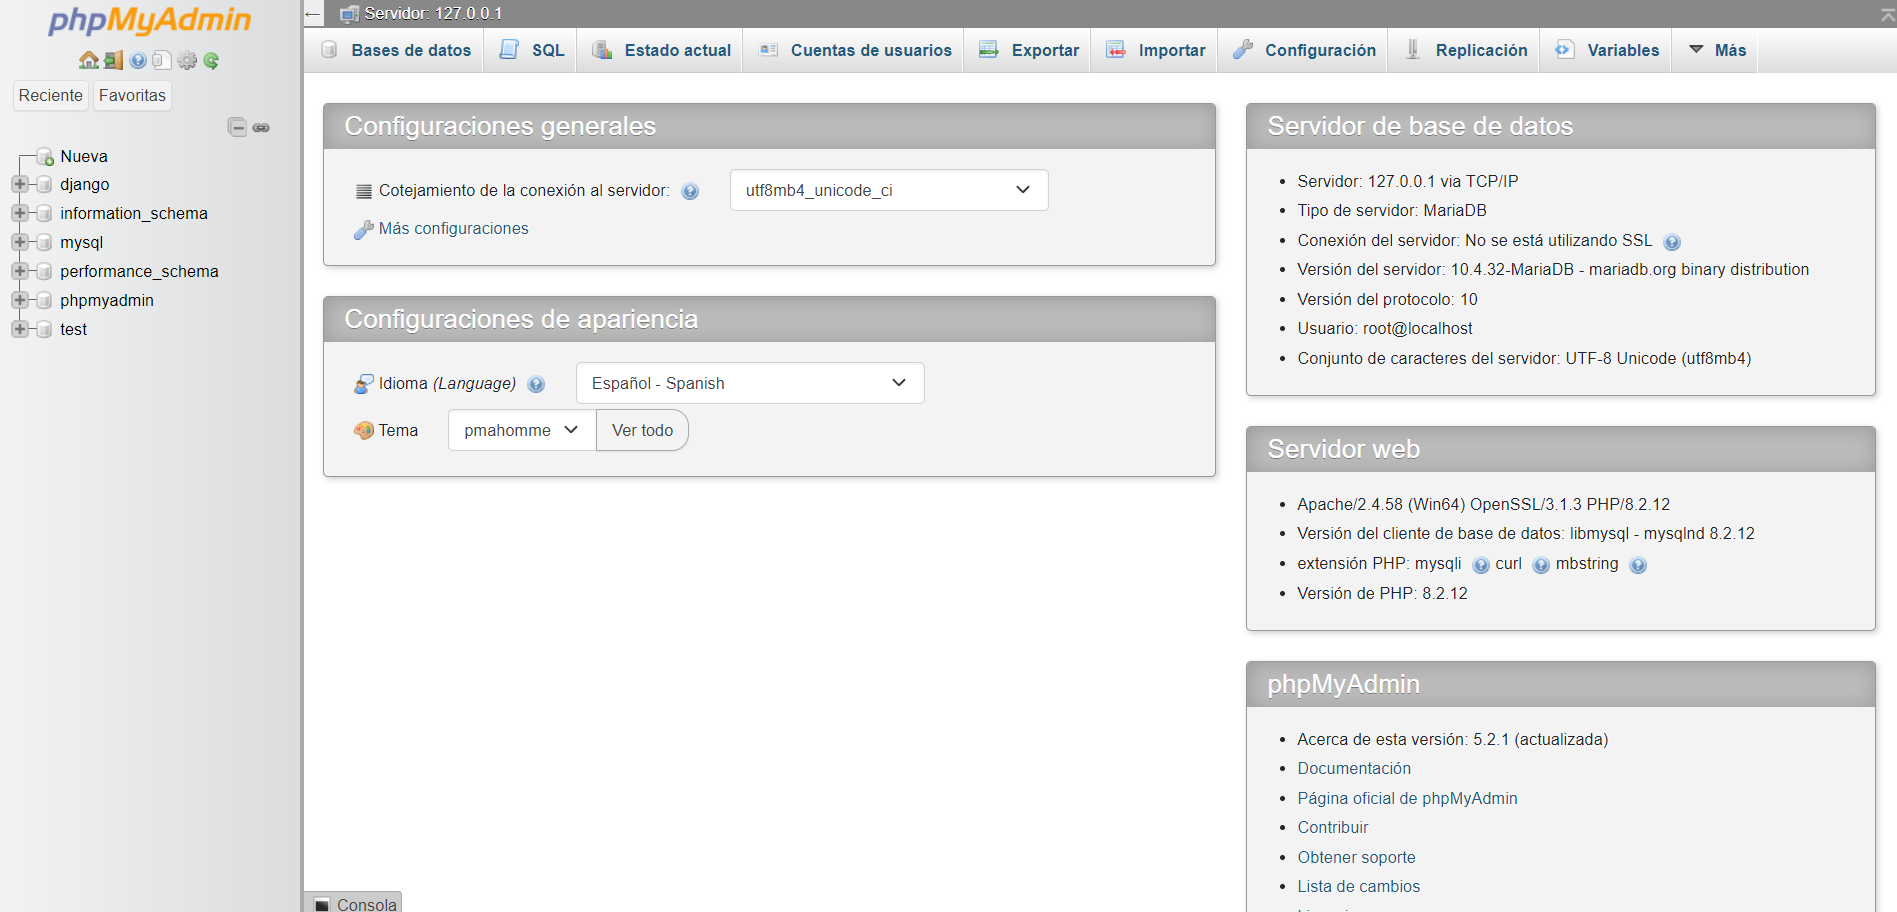 phpMyAdmin
Reciente Favoritas
Nueva
django
information_schema
mysql
performance_schema
phpmyadmin
test
Servidor: 127.0.0.1
Bases de datos SQL Estado actual Cuentas de usuarios Exportar Importar Configuración Replicación Variables Más
Configuraciones generales
Cotejamiento de la conexión al servidor: utf8mb4_unicode_ci
Más configuraciones
Configuraciones de apariencia
Idioma (Language) Español - Spanish
Tema pmahomme Ver todo
Servidor de base de datos
Servidor: 127.0.0.1 via TCP/IP
Tipo de servidor: MariaDB
Conexión del servidor: No se está utilizando SSL
Versión del servidor: 10.4.32-MariaDB - mariadb.org binary distribution
Versión del protocolo: 10
Usuario: root@localhost
Conjunto de caracteres del servidor: UTF-8 Unicode (utf8mb4)
Servidor web
Apache/2.4.58 (Win64) OpenSSL/3.1.3 PHP/8.2.12
Versión del cliente de base de datos: libmysql - mysqlnd 8.2.12
extensión PHP: mysqli curl mbstring
Versión de PHP: 8.2.12
phpMyAdmin
Acerca de esta versión: 5.2.1 (actualizada)
Documentación
Página oficial de phpMyAdmin
Contribuir
Obtener soporte
Lista de cambios
Consola